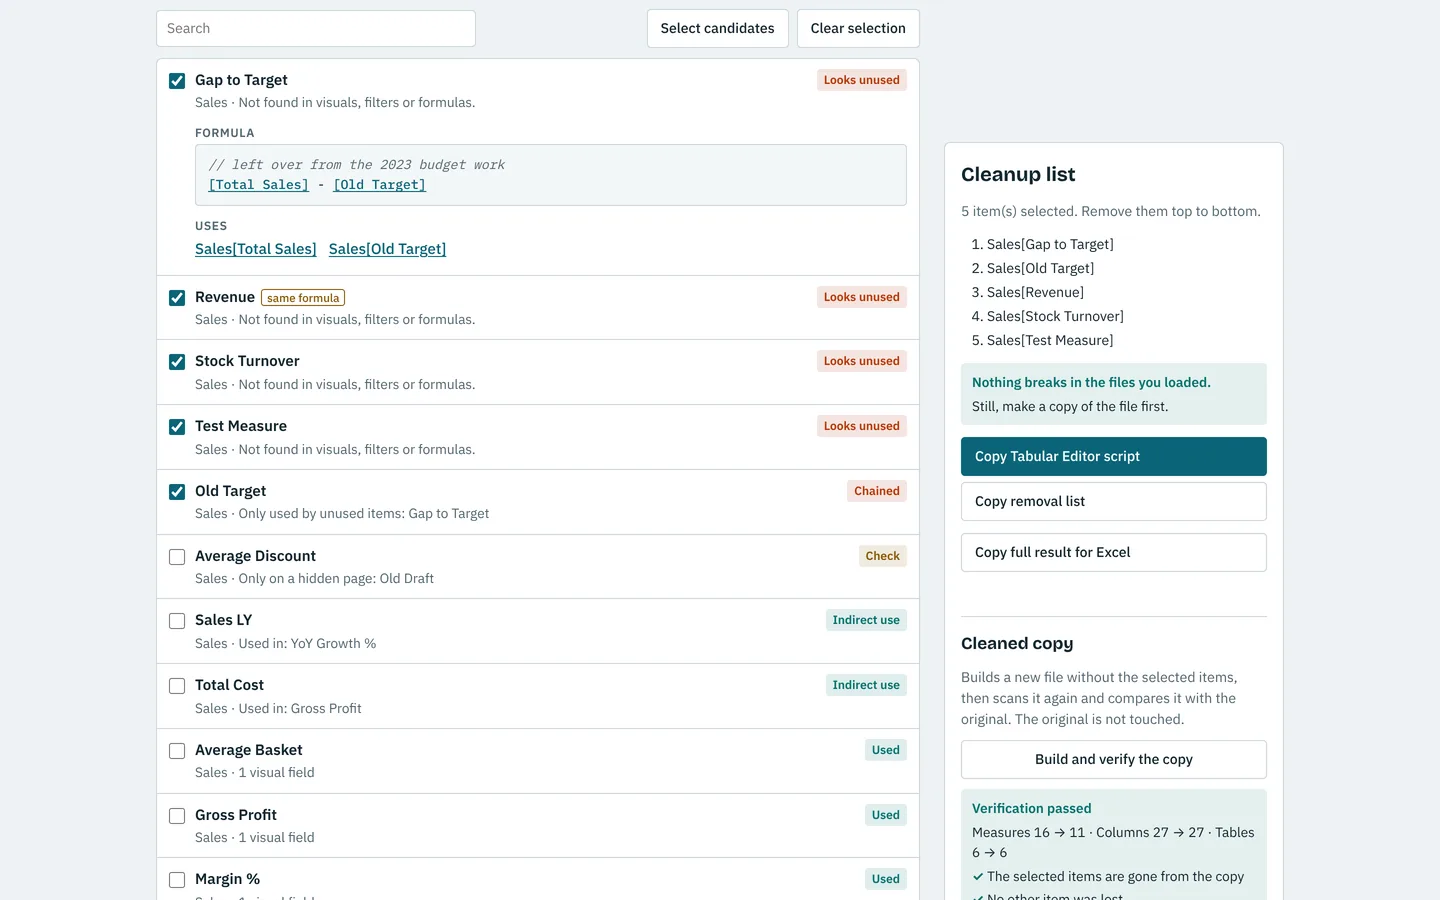 Search
Select candidates
Clear selection
Gap to Target
Looks unused
Sales · Not found in visuals, filters or formulas.
FORMULA
// left over from the 2023 budget work
[Total Sales] - [Old Target]
USES
Sales[Total Sales] Sales[Old Target]
Revenue same formula
Looks unused
Sales · Not found in visuals, filters or formulas.
Stock Turnover
Looks unused
Sales · Not found in visuals, filters or formulas.
Test Measure
Looks unused
Sales · Not found in visuals, filters or formulas.
Old Target
Chained
Sales · Only used by unused items: Gap to Target
Average Discount
Check
Sales · Only on a hidden page: Old Draft
Sales LY
Indirect use
Sales · Used in: YoY Growth %
Total Cost
Indirect use
Sales · Used in: Gross Profit
Average Basket
Used
Sales · 1 visual field
Gross Profit
Used
Sales · 1 visual field
Margin %
Used
Cleanup list
5 item(s) selected. Remove them top to bottom.
1. Sales[Gap to Target]
2. Sales[Old Target]
3. Sales[Revenue]
4. Sales[Stock Turnover]
5. Sales[Test Measure]
Nothing breaks in the files you loaded.
Still, make a copy of the file first.
Copy Tabular Editor script
Copy removal list
Copy full result for Excel
Cleaned copy
Builds a new file without the selected items,
then scans it again and compares it with the
original. The original is not touched.
Build and verify the copy
Verification passed
Measures 16 → 11 · Columns 27 → 27 · Tables
6 → 6
✓ The selected items are gone from the copy
✓ No other item was lost